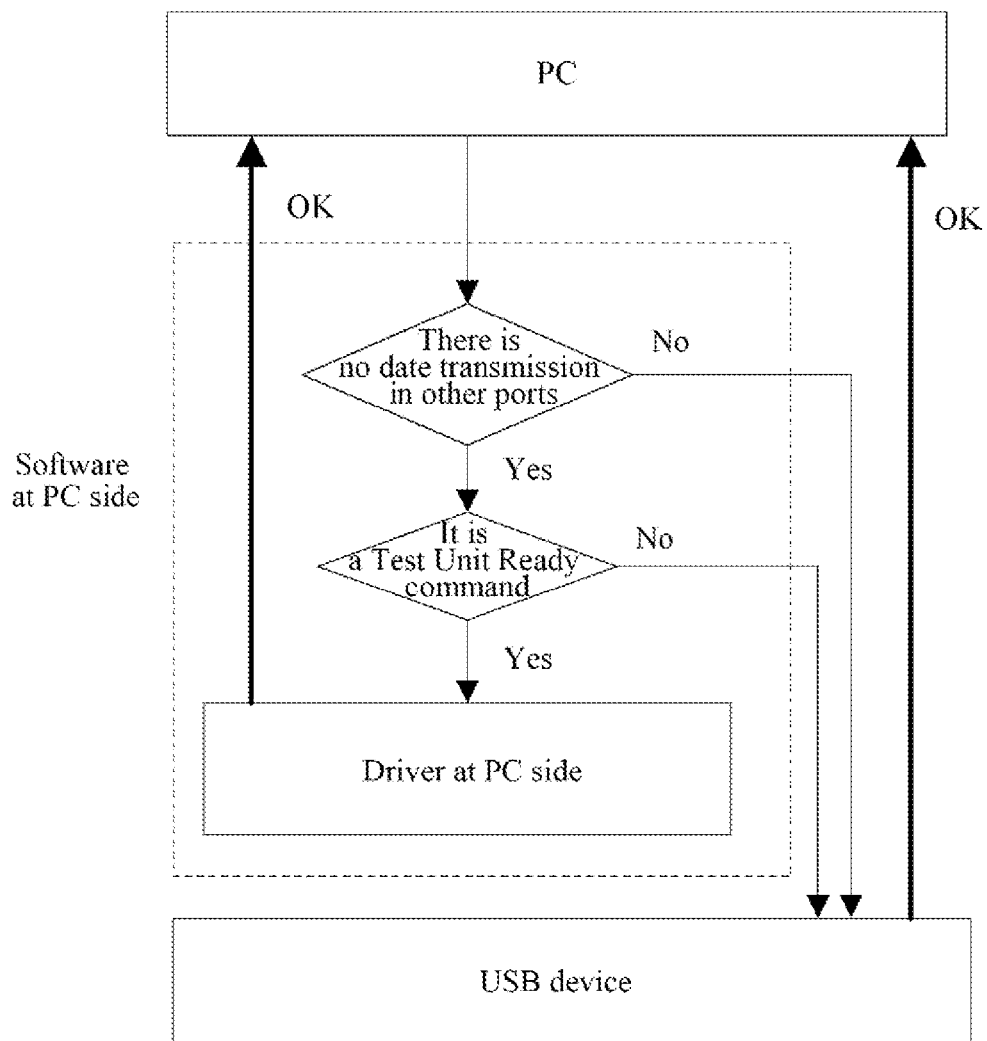 PC
OK
OK
There is
no date transmission
in other ports
No
Yes
Software
at PC side
It is
a Test Unit Ready
command
No
Yes
Driver at PC side
USB device